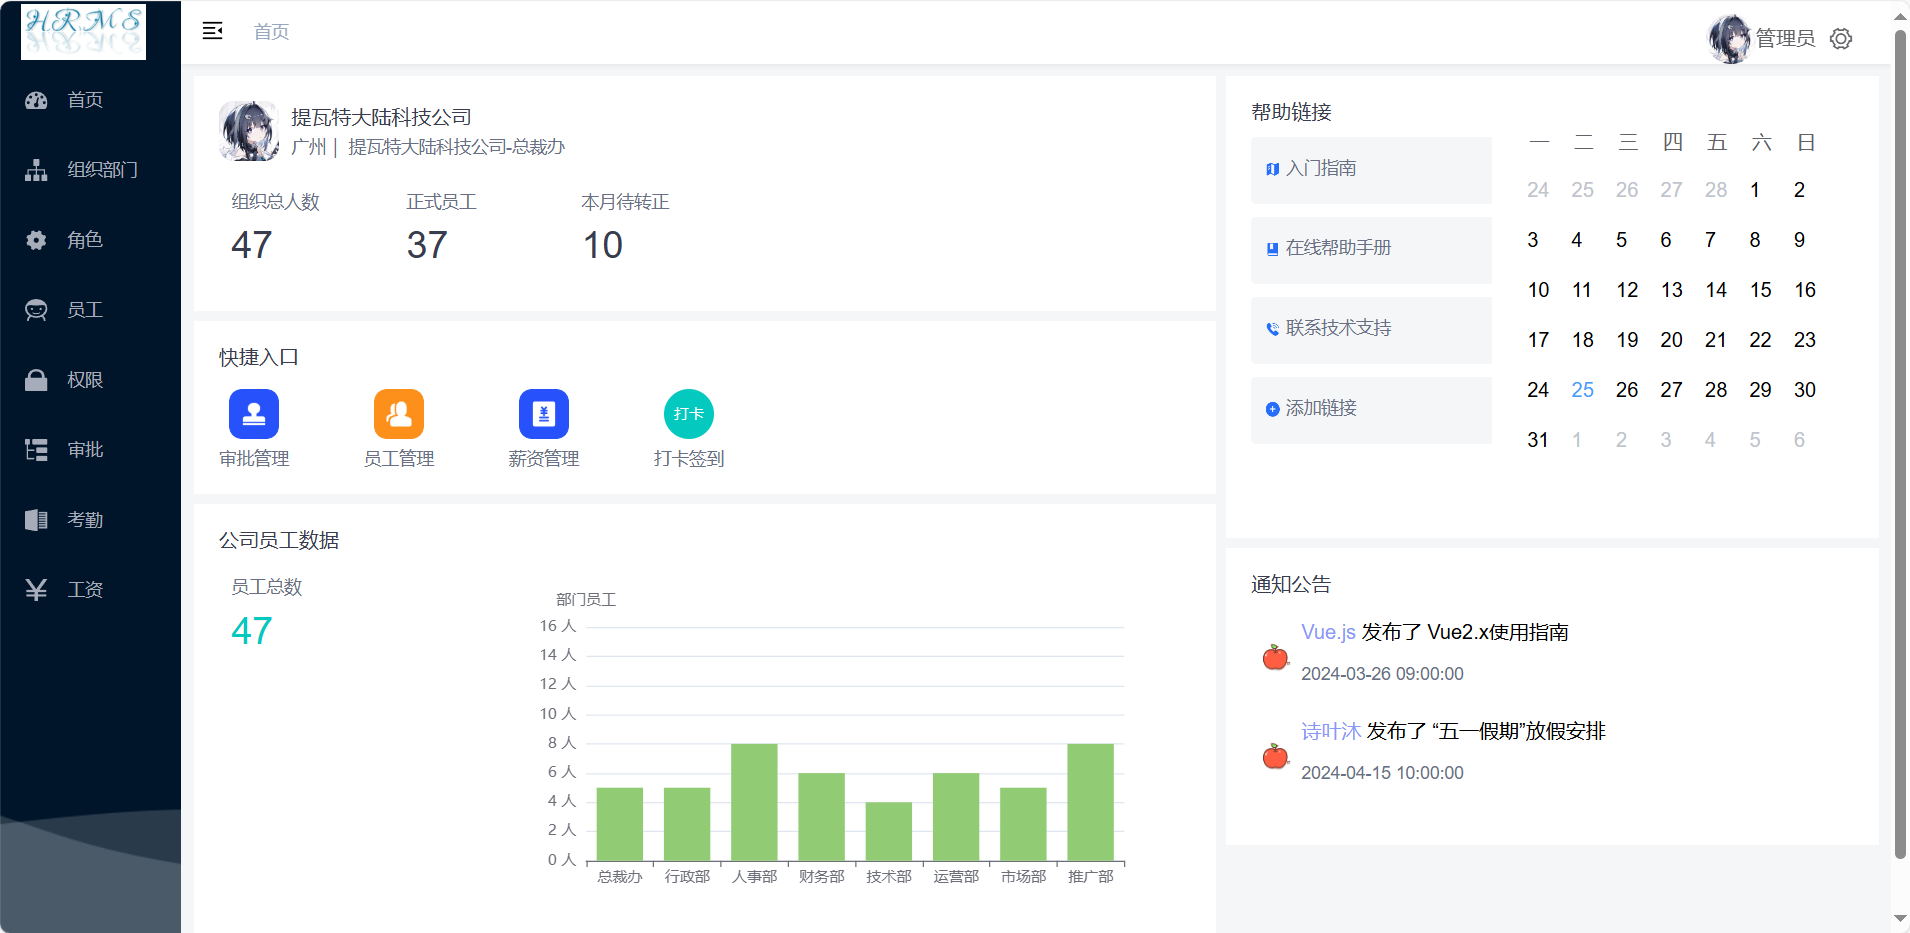 HRMS
首页
组织部门
角色
员工
权限
审批
考勤
工资
首页
管理员
提瓦特大陆科技公司
广州｜ 提瓦特大陆科技公司-总裁办
组织总人数 正式员工 本月待转正
47 37 10
快捷入口
打卡
审批管理 员工管理 薪资管理 打卡签到
公司员工数据
员工总数
47
部门员工
16 人
14 人
12 人
10 人
8 人
6 人
4 人
2 人
0 人
总裁办 行政部 人事部 财务部 技术部 运营部 市场部 推广部
帮助链接
入门指南
在线帮助手册
联系技术支持
添加链接
一 二 三 四 五 六 日
24 25 26 27 28 1 2
3 4 5 6 7 8 9
10 11 12 13 14 15 16
17 18 19 20 21 22 23
24 25 26 27 28 29 30
31 1 2 3 4 5 6
通知公告
Vue.js 发布了 Vue2.x使用指南
2024-03-26 09:00:00
诗叶沐 发布了 “五一假期”放假安排
2024-04-15 10:00:00